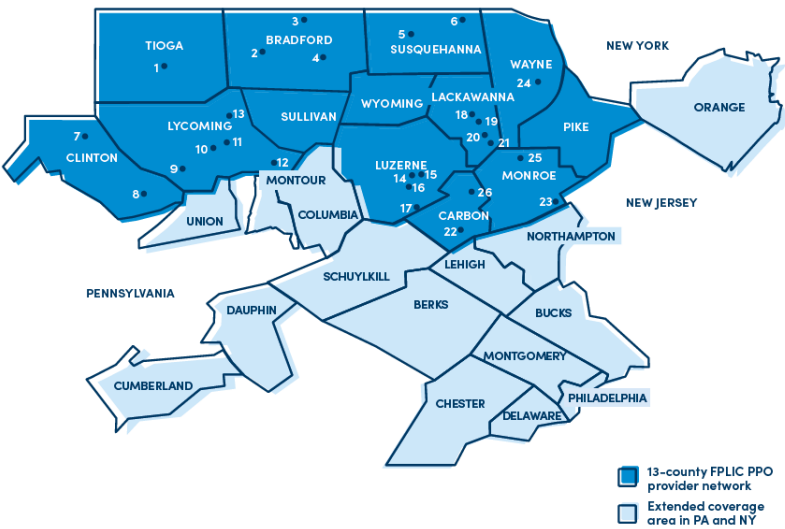 3
6
TIOGA
BRADFORD
5
SUSQUEHANNA
NEW YORK
1
2
4
WAYNE
24
WYOMING
LACKAWANNA
ORANGE
13
18
19
SULLIVAN
LYCOMING
PIKE
7
10
11
20
21
CLINTON
9
12
LUZERNE
25
14
15
MONROE
MONTOUR
16
26
8
17
23
NEW JERSEY
UNION
COLUMBIA
CARBON
22
NORTHAMPTON
LEHIGH
SCHUYLKILL
PENNSYLVANIA
DAUPHIN
BERKS
BUCKS
MONTGOMERY
CUMBERLAND
PHILADELPHIA
CHESTER
DELAWARE
13-county FPLIC PPO
provider network
Extended coverage
area in PA and NY